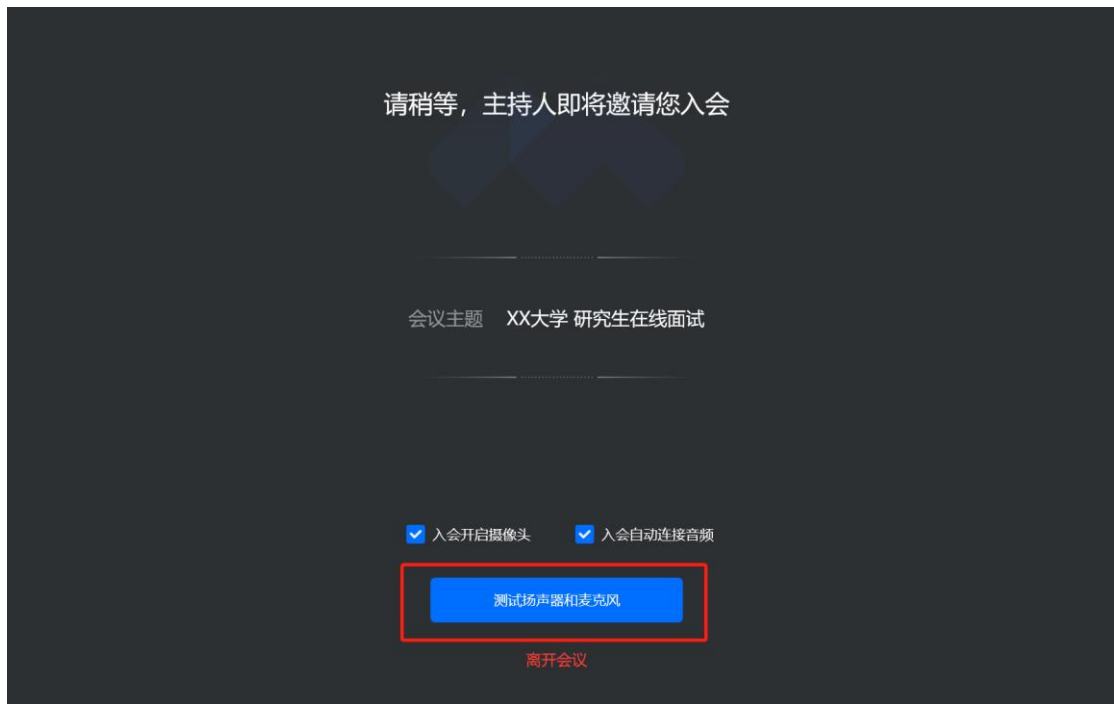 请稍等，主持人即将邀请您入会
会议主题 XX大学 研究生在线面试
入会开启摄像头 入会自动连接音频
测试扬声器和麦克风
离开会议